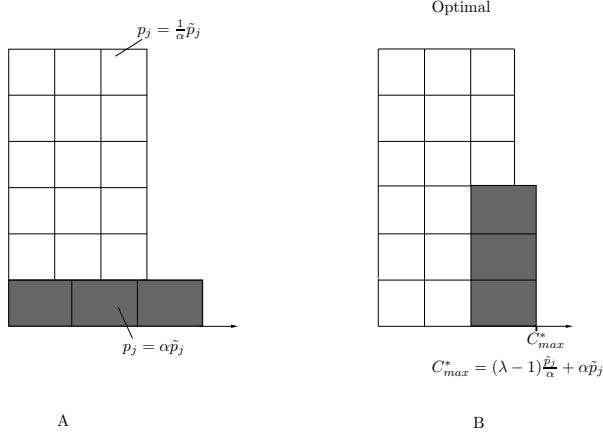 Optimal
p_j = \frac{1}{\alpha} \tilde{p}_j
p_j = \alpha \tilde{p}_j
C^*_{max}
C^*_{max} = (\lambda - 1) \frac{\tilde{p}_j}{\alpha} + \alpha \tilde{p}_j
A
B